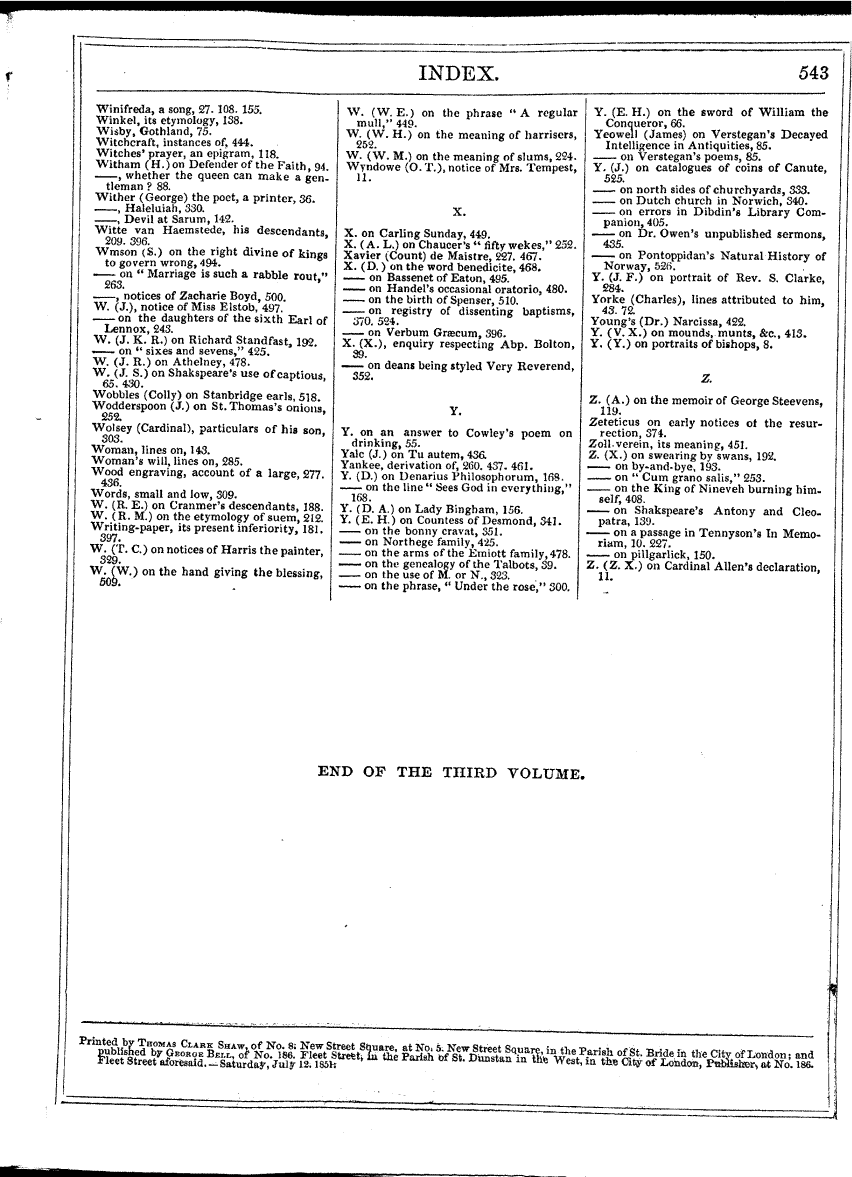 INDEX.
543
Winifreda, a song, 27. 108. 155.
Winkel, its etymology, 138.
Wisby, Gothland, 75.
Witchcraft, instances of, 444.
Witches' prayer, an epigram, 118.
Witham (H.) on Defender of the Faith, 94.
——, whether the queen can make a gen-
tleman ? 88.
Wither (George) the poet, a printer, 36.
——, Haleluiah, 330.
——, Devil at Sarum, 142.
Witte van Haemstede, his descendants,
209. 396.
Wmson (S.) on the right divine of kings
to govern wrong, 494.
—— on " Marriage is such a rabble rout,"
263.
——, notices of Zacharie Boyd, 500.
W. (J.), notice of Miss Elstob, 497.
—— on the daughters of the sixth Earl of
Lennox, 243.
W. (J. K. R.) on Richard Standfast, 192.
—— on " sixes and sevens," 425.
W. (J. R.) on Athelney, 478.
W. (J. S.) on Shakspeare's use of captious,
65. 430.
Wobbles (Colly) on Stanbridge earls, 518.
Wodderspoon (J.) on St. Thomas's onions,
252.
Wolsey (Cardinal), particulars of his son,
303.
Woman, lines on, 143.
Woman's will, lines on, 285.
Wood engraving, account of a large, 277.
436.
Words, small and low, 309.
W. (R. E.) on Cranmer's descendants, 188.
W. (R. M.) on the etymology of suem, 212.
Writing-paper, its present inferiority, 181.
397.
W. (T. C.) on notices of Harris the painter,
329.
W. (W.) on the hand giving the blessing,
509.
W. (W. E.) on the phrase " A regular
mull," 449.
W. (W. H.) on the meaning of harrisers,
252.
W. (W. M.) on the meaning of slums, 224.
Wyndowe (O. T.), notice of Mrs. Tempest,
11.
X.
X. on Carling Sunday, 449.
X. (A. L.) on Chaucer's " fifty wekes," 252.
Xavier (Count) de Maistre, 227. 467.
X. (D.) on the word benedicite, 468.
—— on Bassenet of Eaton, 495.
—— on Handel's occasional oratorio, 480.
—— on the birth of Spenser, 510.
—— on registry of dissenting baptisms,
370. 524.
—— on Verbum Græcum, 396.
X. (X.), enquiry respecting Abp. Bolton,
39.
—— on deans being styled Very Reverend,
352.
Y.
Y. on an answer to Cowley's poem on
drinking, 55.
Yale (J.) on Tu autem, 436.
Yankee, derivation of, 260. 437. 461.
Y. (D.) on Denarius Philosophorum, 168.
—— on the line " Sees God in everything,"
168.
Y. (D. A.) on Lady Bingham, 156.
Y. (E. H.) on Countess of Desmond, 341.
—— on the bonny cravat, 351.
—— on Northege family, 425.
—— on the arms of the Emiott family, 478.
—— on the genealogy of the Talbots, 39.
—— on the use of M. or N., 323.
—— on the phrase, " Under the rose," 300.
Y. (E. H.) on the sword of William the
Conqueror, 66.
Yeowell (James) on Verstegan's Decayed
Intelligence in Antiquities, 85.
—— on Verstegan's poems, 85.
Y. (J.) on catalogues of coins of Canute,
525.
—— on north sides of churchyards, 333.
—— on Dutch church in Norwich, 340.
—— on errors in Dibdin's Library Com-
panion, 405.
—— on Dr. Owen's unpublished sermons,
435.
—— on Pontoppidan's Natural History of
Norway, 526.
Y. (J. F.) on portrait of Rev. S. Clarke,
284.
Yorke (Charles), lines attributed to him,
43. 72.
Young's (Dr.) Narcissa, 422.
Y. (V. X.) on mounds, munts, &c., 413.
Y. (Y.) on portraits of bishops, 8.
Z.
Z. (A.) on the memoir of George Steevens,
119.
Zeteticus on early notices of the resur-
rection, 374.
Zoll-verein, its meaning, 451.
Z. (X.) on swearing by swans, 192.
—— on by-and-bye, 193.
—— on " Cum grano salis," 253.
—— on the King of Nineveh burning him-
self, 408.
—— on Shakspeare's Antony and Cleo-
patra, 139.
—— on a passage in Tennyson's In Memo-
riam, 10. 227.
—— on pillgarlick, 150.
Z. (Z. X.) on Cardinal Allen's declaration,
11.
END OF THE THIRD VOLUME.
Printed by THOMAS CLARK SHAW, of No. 8. New Street Square, at No. 5. New Street Square, in the Parish of St. Bride in the City of London; and
published by GEORGE BELL, of No. 186. Fleet Street, in the Parish of St. Dunstan in the West, in the City of London, Publisher, at No. 186.
Fleet Street aforesaid.—Saturday, July 12. 1851.